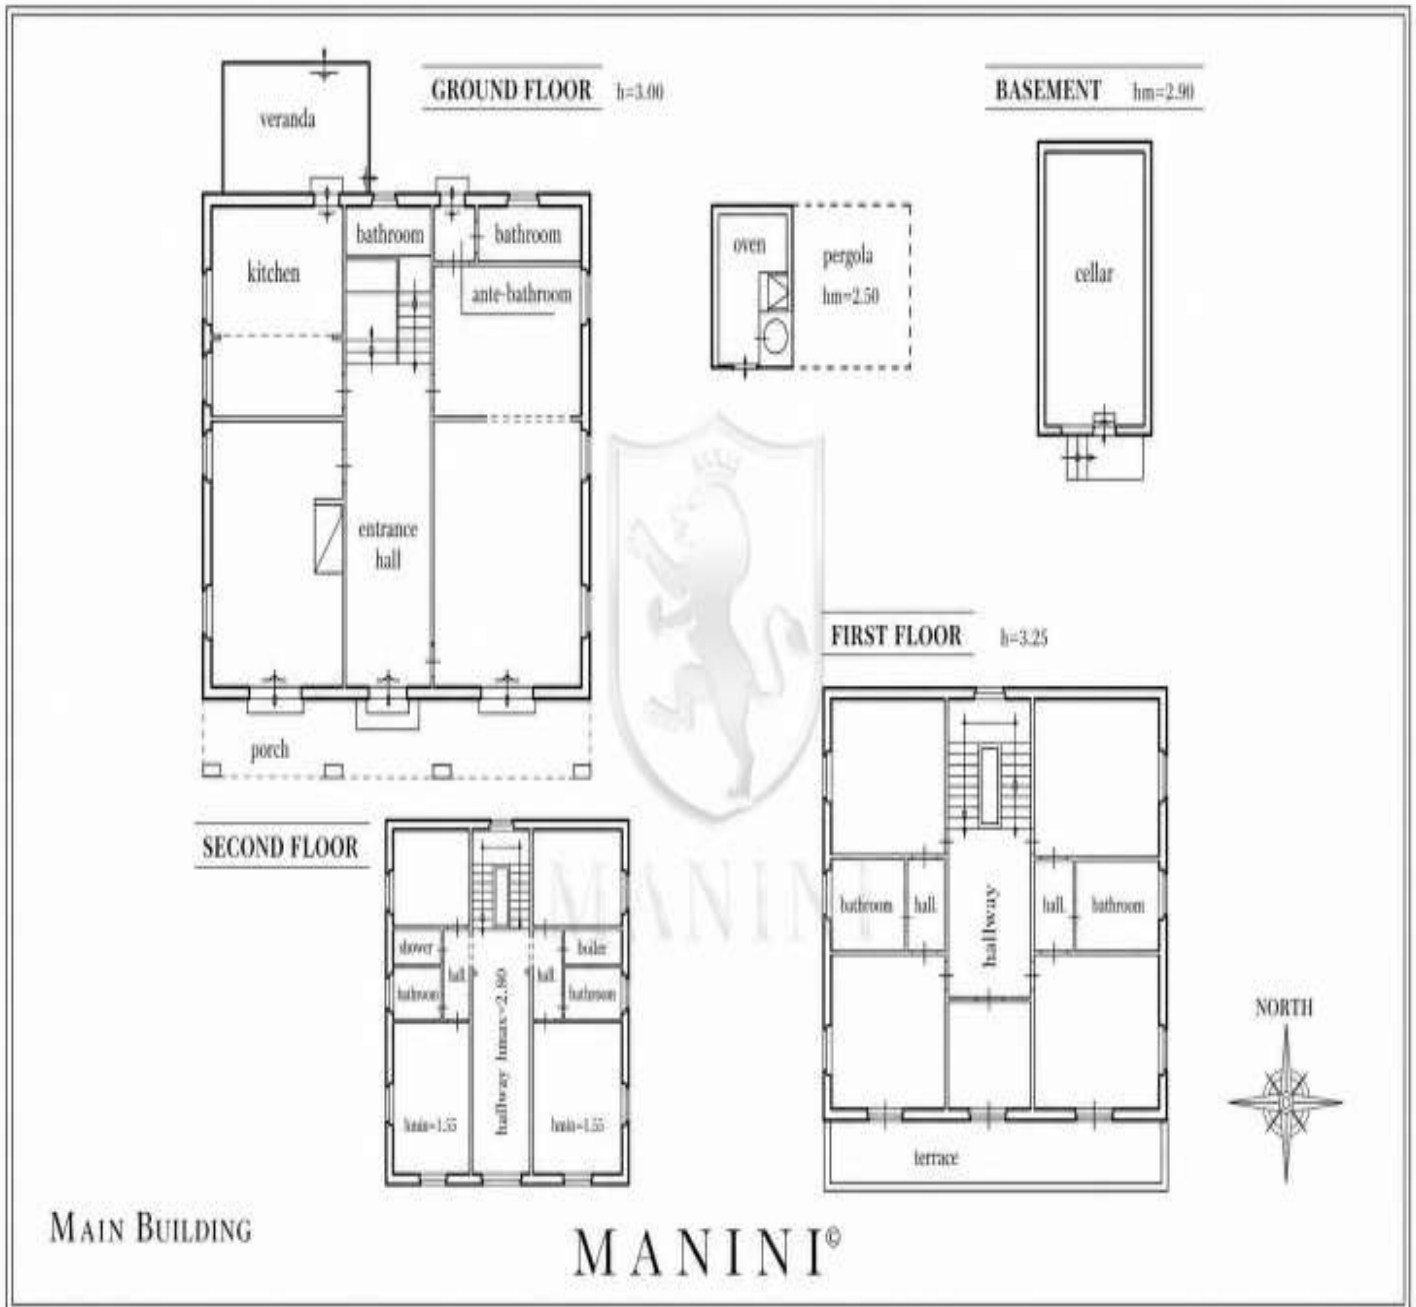 GROUND FLOOR h=3.00
veranda
kitchen
bathroom
bathroom
ante-bathroom
entrance
hall
porch
oven
pergola
hm=2.50
BASEMENT hm=2.90
cellar
FIRST FLOOR h=3.25
bathroom
hall
hallway
hall
bathroom
terrace
SECOND FLOOR
shower
hall
bathroom
hallway hmax=2.80
hall
boiler
bathroom
hmin=1.55
hmin=1.55
MANINI
NORTH
MAIN BUILDING
MANINI©